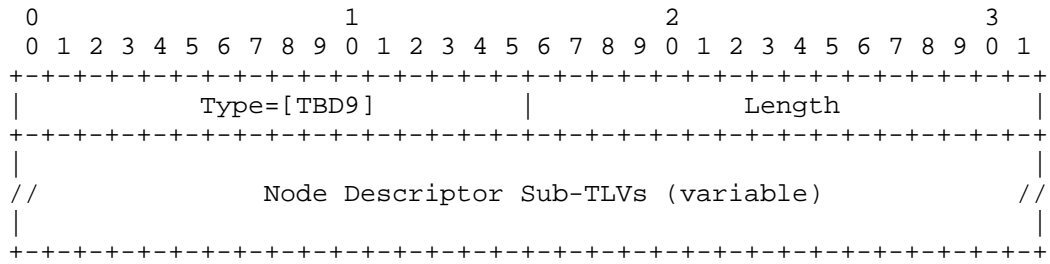 0                   1                   2                   3
 0 1 2 3 4 5 6 7 8 9 0 1 2 3 4 5 6 7 8 9 0 1 2 3 4 5 6 7 8 9 0 1
+-+-+-+-+-+-+-+-+-+-+-+-+-+-+-+-+-+-+-+-+-+-+-+-+-+-+-+-+-+-+-+-+
|           Type=[TBD9]         |             Length            |
+-+-+-+-+-+-+-+-+-+-+-+-+-+-+-+-+-+-+-+-+-+-+-+-+-+-+-+-+-+-+-+-+
|                                                               |
//              Node Descriptor Sub-TLVs (variable)            //
|                                                               |
+-+-+-+-+-+-+-+-+-+-+-+-+-+-+-+-+-+-+-+-+-+-+-+-+-+-+-+-+-+-+-+-+